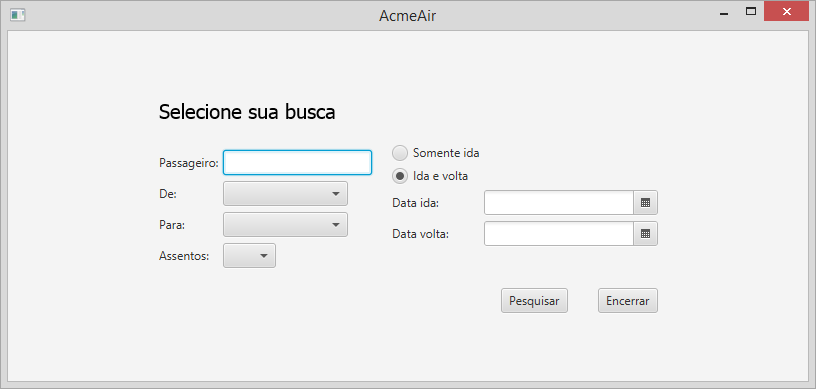 AcmeAir
Selecione sua busca
Passageiro:
De:
Para:
Assentos:
Somente ida
Ida e volta
Data ida:
Data volta:
Pesquisar
Encerrar